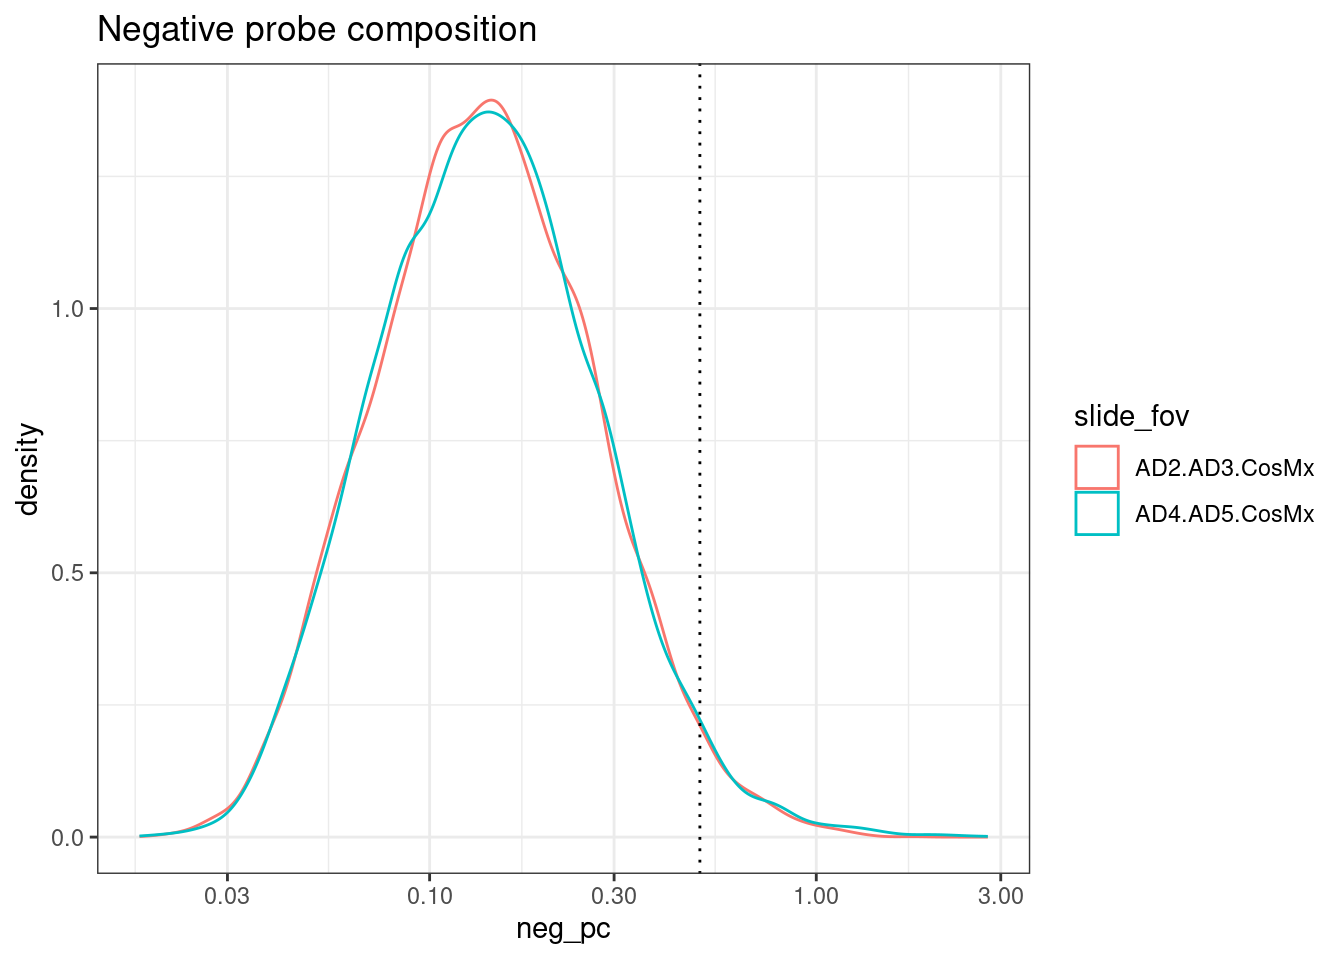 Negative probe composition
density
1.0
0.5
0.0
0.03
0.10
0.30
1.00
3.00
neg_pc
slide_fov
AD2.AD3.CosMx
AD4.AD5.CosMx